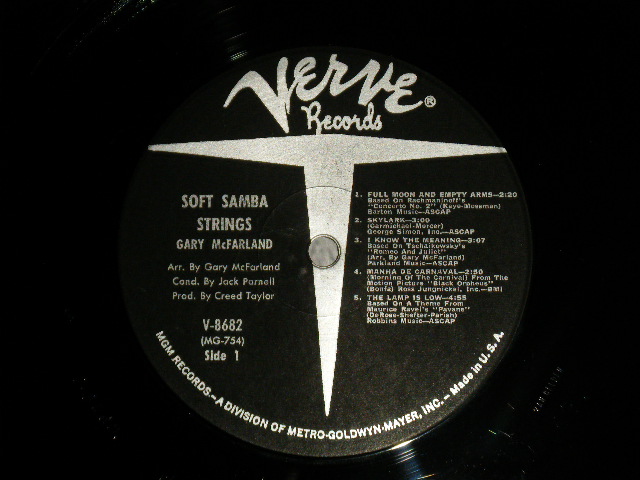 VERVE®
Records
SOFT SAMBA
STRINGS
GARY McFARLAND
Arr. By Gary McFarland
Cond. By Jack Parnell
Prod. By Creed Taylor
V-8682
(MG-754)
Side 1
1. FULL MOON AND EMPTY ARMS—2:20
Based On Rachmaninoff's
"Concerto No. 2" (Kaye-Mossman)
Barton Music—ASCAP
2. SKYLARK—3:00
(Carmichael-Mercer)
George Simon, Inc.—ASCAP
3. I KNOW THE MEANING—3:07
Based On Tschaikowsky's
"Romeo And Juliet"
(Arr. By Gary McFarland)
Parkland Music—ASCAP
4. MANHA DE CARNAVAL—2:50
(Morning Of The Carnival) From The
Motion Picture "Black Orpheus"
(Bonfa) Ross Jungnickel, Inc.—BMI
5. THE LAMP IS LOW—4:55
Based On A Theme From
Maurice Ravel's "Pavane"
(DeRose-Shefter-Parish)
Robbins Music—ASCAP
MGM RECORDS—A DIVISION OF METRO-GOLDWYN-MAYER, INC.—Made in U.S.A.